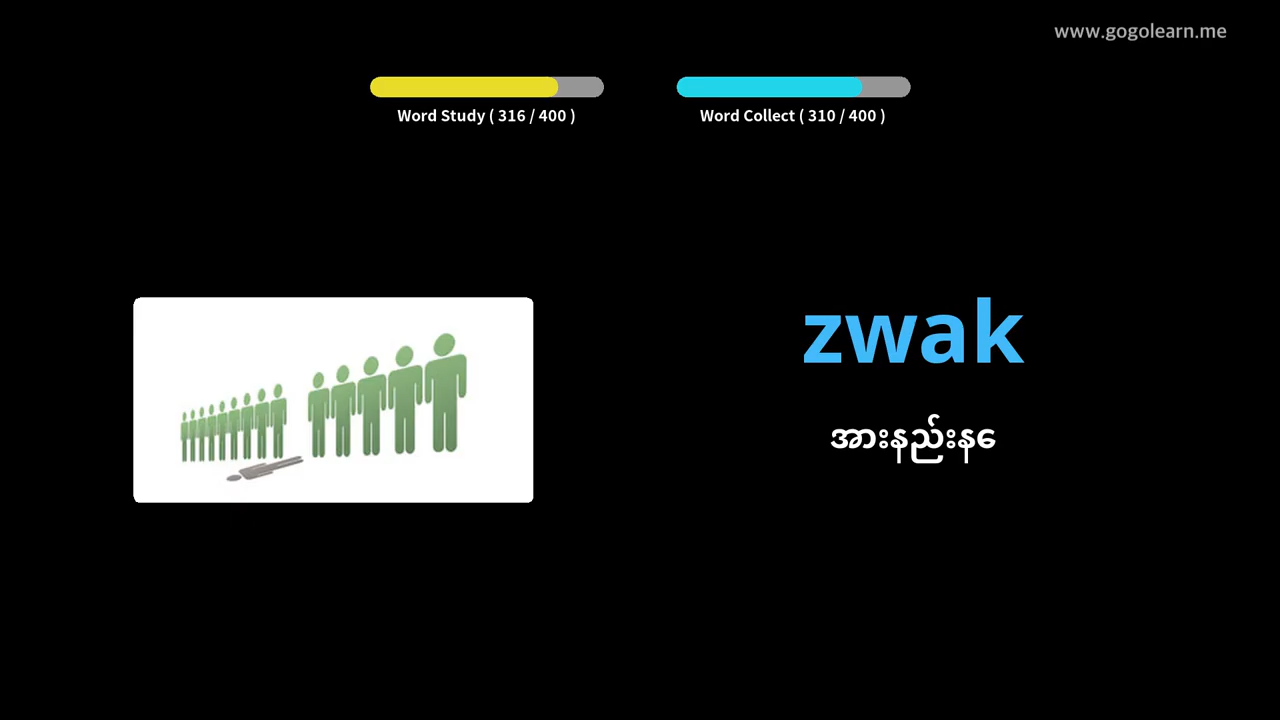 www.gogolearn.me
Word Study ( 316 / 400 )
Word Collect ( 310 / 400 )
zwak
အားနည်းနေ